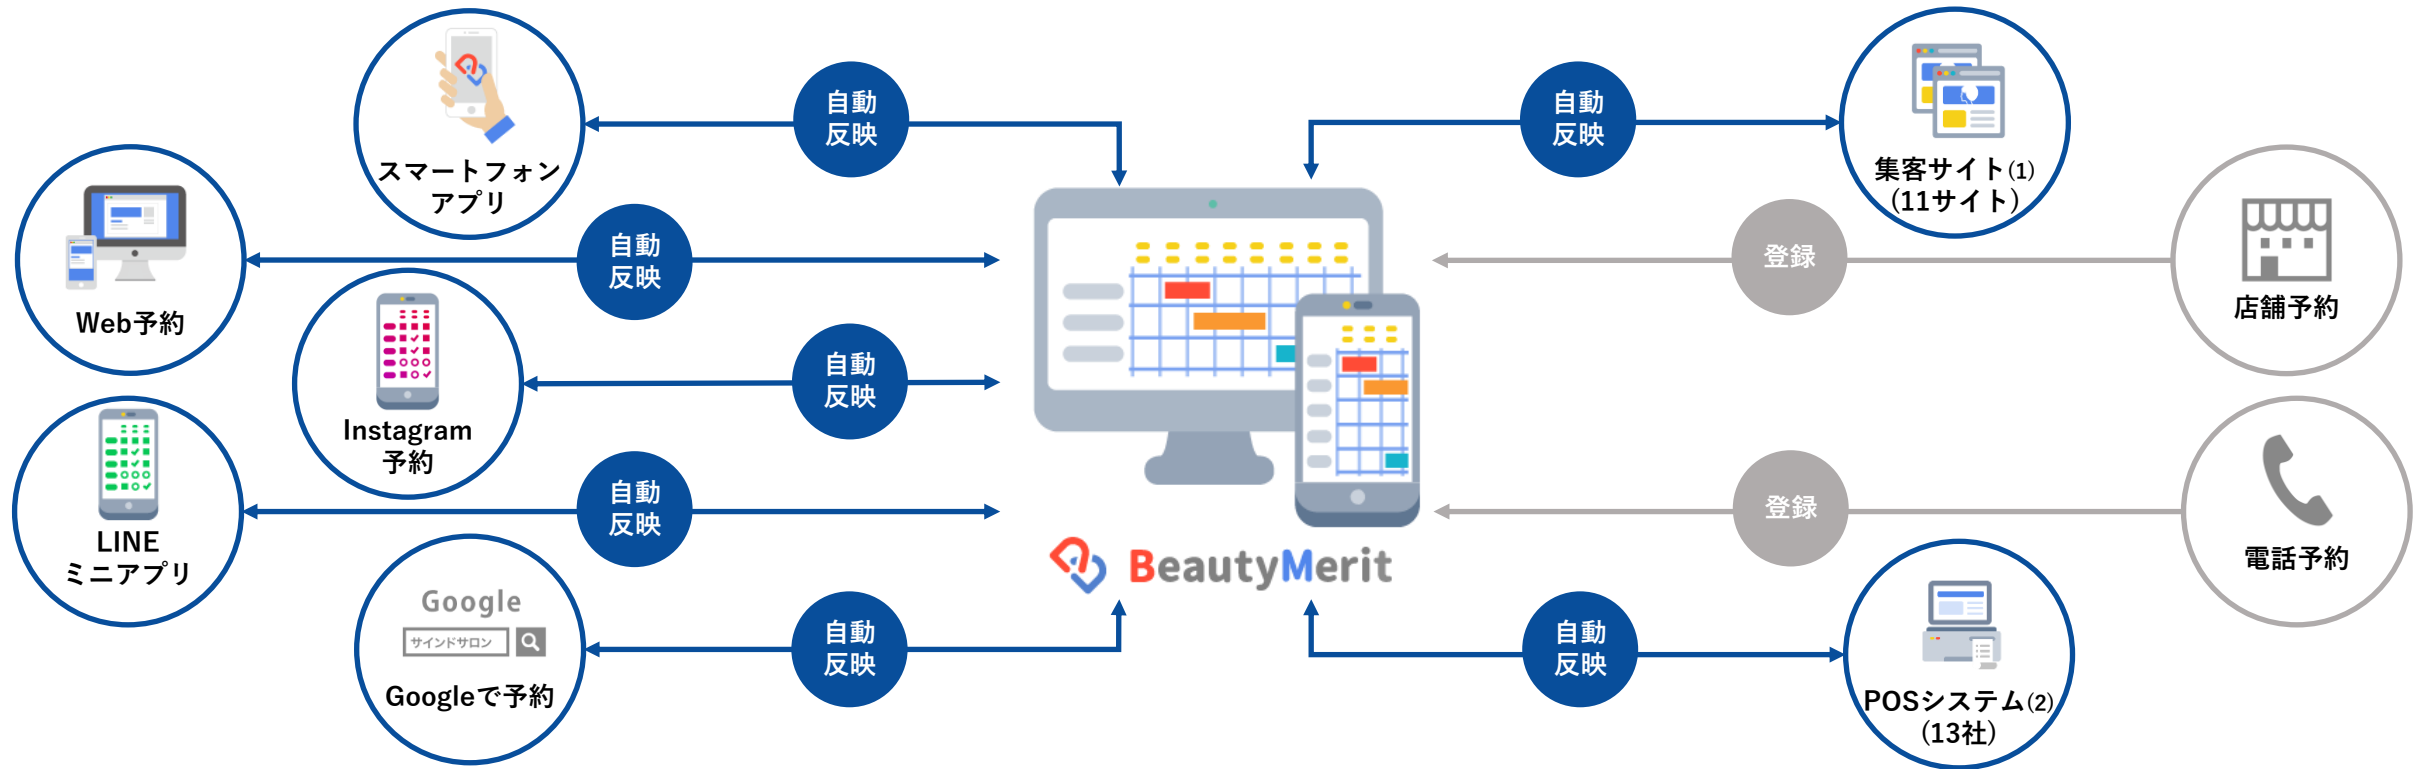 スマートフォン
アプリ
自動
反映
自動
反映
集客サイト(1)
(11サイト)
Web予約
自動
反映
登録
店舗予約
Instagram
予約
自動
反映
LINE
ミニアプリ
自動
反映
登録
電話予約
BeautyMerit
Google
サインドサロン
Googleで予約
自動
反映
自動
反映
POSシステム(2)
(13社)